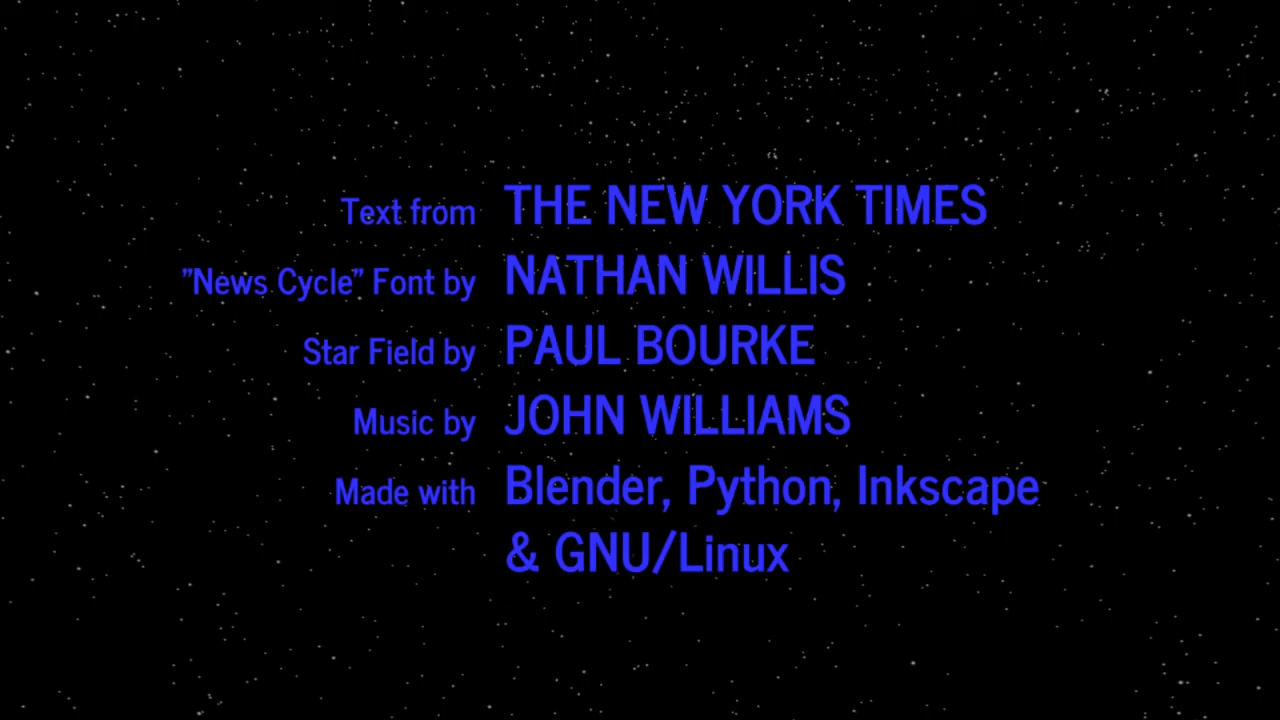 Text from THE NEW YORK TIMES
"News Cycle" Font by NATHAN WILLIS
Star Field by PAUL BOURKE
Music by JOHN WILLIAMS
Made with Blender, Python, Inkscape
& GNU/Linux